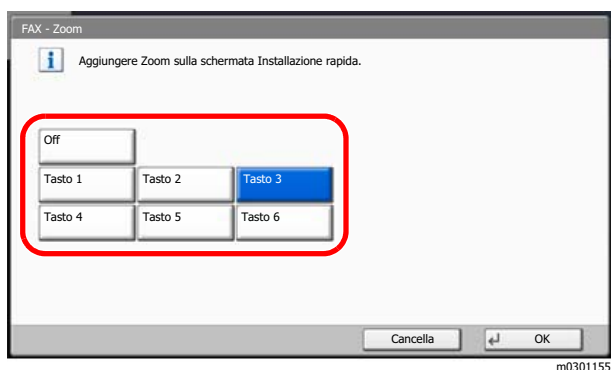 FAX - Zoom
Aggiungere Zoom sulla schermata Installazione rapida.
Off
Tasto 1 Tasto 2 Tasto 3
Tasto 4 Tasto 5 Tasto 6
Cancella OK
m0301155